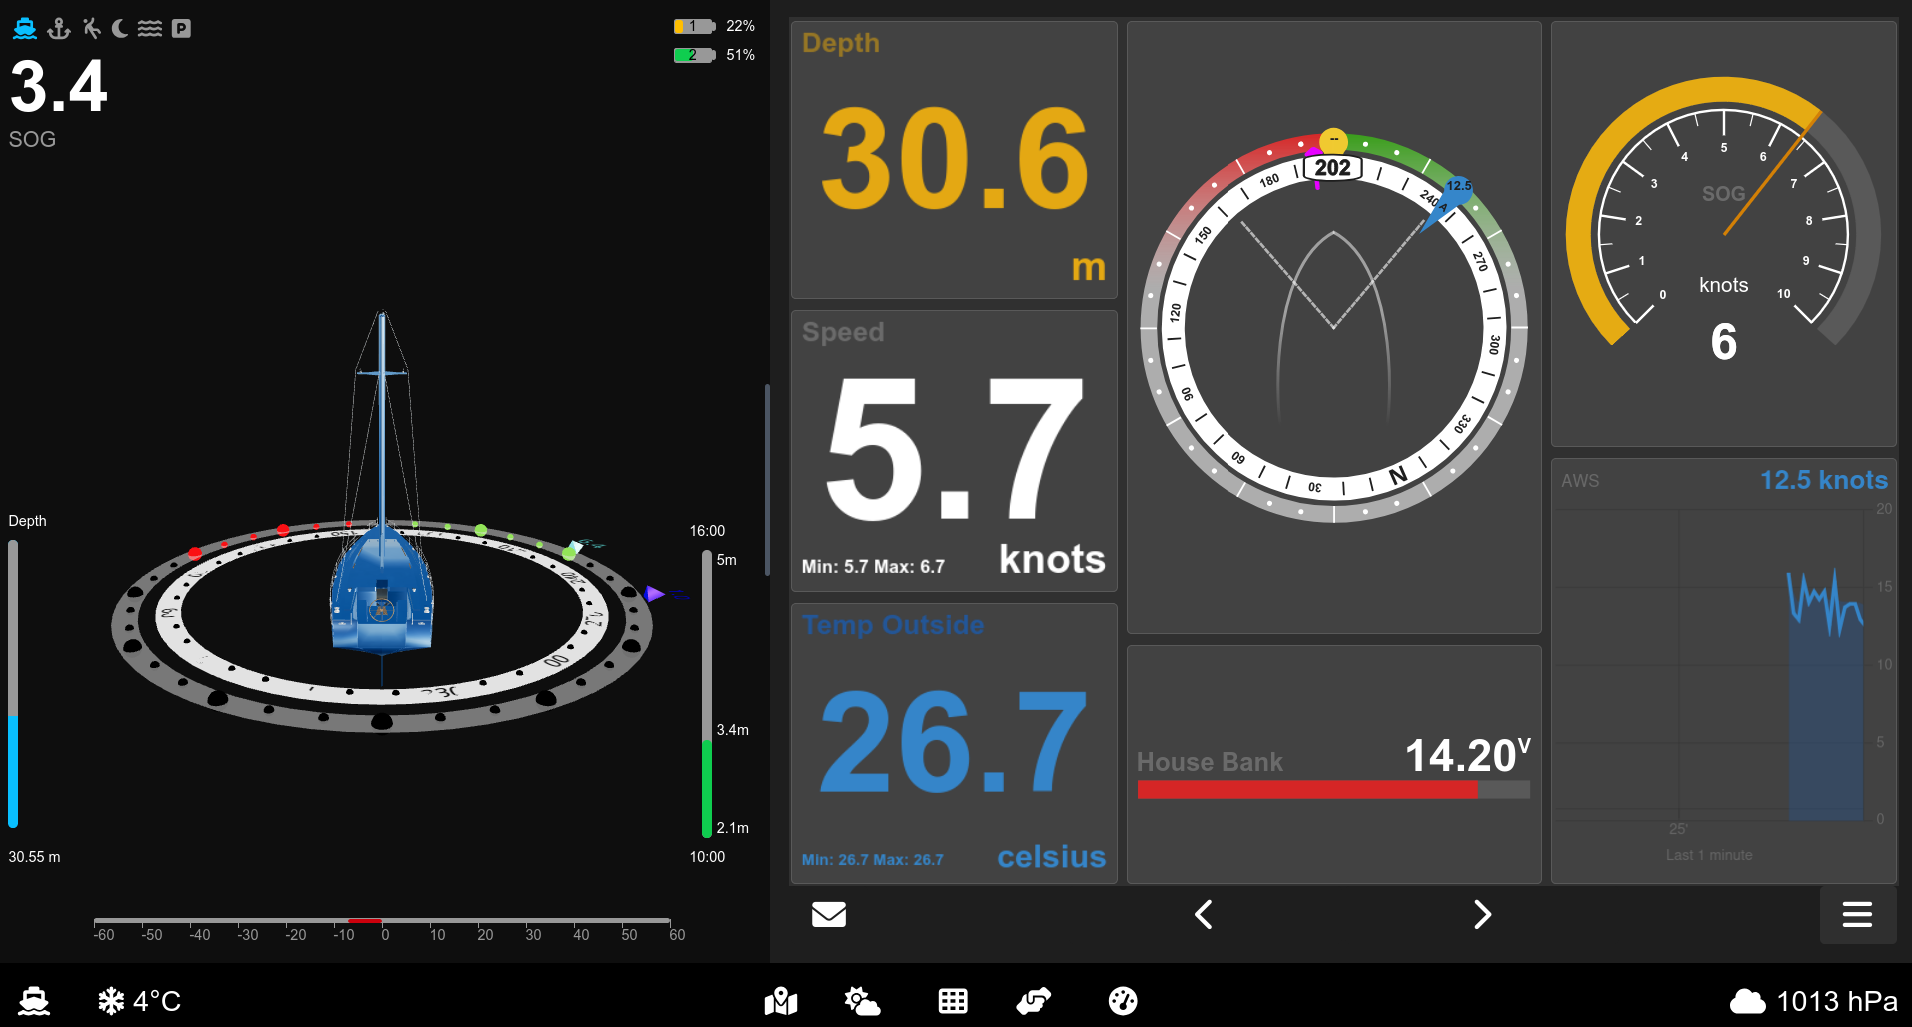 P
1 22%
2 51%
3.4
SOG
Depth
30.55 m
16:00
5m
3.4m
2.1m
10:00
330
-60 -50 -40 -30 -20 -10 0 10 20 30 40 50 60
Depth
30.6
m
Speed
5.7
Min: 5.7 Max: 6.7
knots
Temp Outside
26.7
Min: 26.7 Max: 26.7
celsius
--
202
12.5
A
180
240
150
270
120
300
90
330
60
N
30
House Bank
14.20V
0 1 2 3 4 5 6 7 8 9 10
SOG
knots
6
AWS
12.5 knots
20
15
10
5
0
25'
Last 1 minute
4°C
1013 hPa